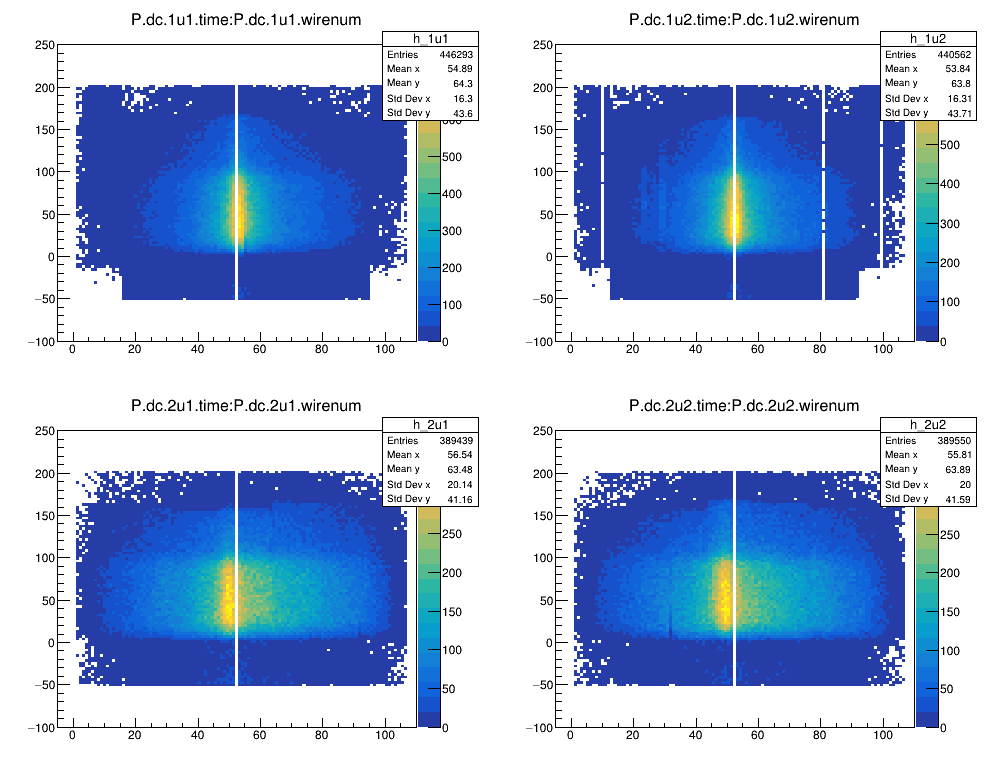 P.dc.1u1.time:P.dc.1u1.wirenum
h_1u1
Entries 446293
Mean x 54.89
Mean y 64.3
Std Dev x 16.3
Std Dev y 43.6
250
200
150
100
50
0
−50
−100
0 20 40 60 80 100
600
500
400
300
200
100
0
P.dc.1u2.time:P.dc.1u2.wirenum
h_1u2
Entries 440562
Mean x 53.84
Mean y 63.8
Std Dev x 16.31
Std Dev y 43.71
250
200
150
100
50
0
−50
−100
0 20 40 60 80 100
500
400
300
200
100
0
P.dc.2u1.time:P.dc.2u1.wirenum
h_2u1
Entries 389439
Mean x 56.54
Mean y 63.48
Std Dev x 20.14
Std Dev y 41.16
250
200
150
100
50
0
−50
−100
0 20 40 60 80 100
250
200
150
100
50
0
P.dc.2u2.time:P.dc.2u2.wirenum
h_2u2
Entries 389550
Mean x 55.81
Mean y 63.89
Std Dev x 20
Std Dev y 41.59
250
200
150
100
50
0
−50
−100
0 20 40 60 80 100
250
200
150
100
50
0